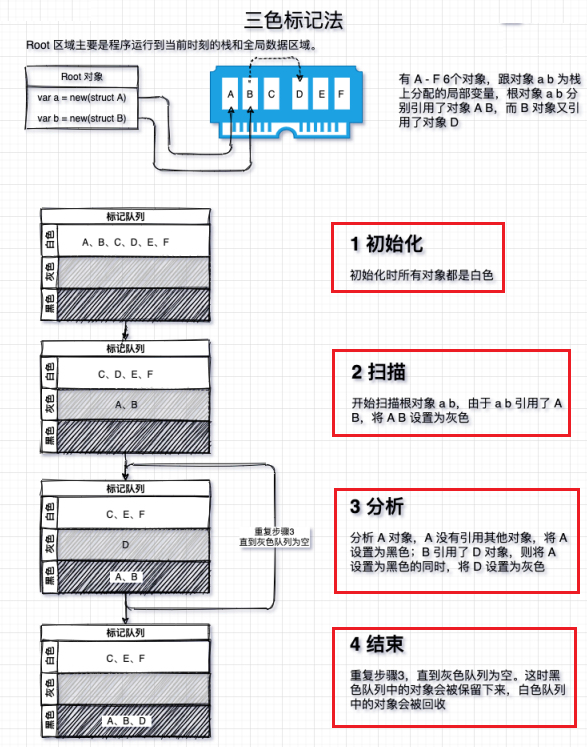 三色标记法
Root 区域主要是程序运行到当前时刻的栈和全局数据区域。
Root 对象
var a = new(struct A)
var b = new(struct B)
A B C D E F
有 A - F 6个对象，跟对象 a b 为栈
上分配的局部变量，根对象 a b 分
别引用了对象 A B，而 B 对象又引
用了对象 D
标记队列
白色
A、B、C、D、E、F
灰色
黑色
1 初始化
初始化时所有对象都是白色
标记队列
白色
C、D、E、F
灰色
A、B
黑色
2 扫描
开始扫描根对象 a b，由于 a b 引用了 A
B，将 A B 设置为灰色
标记队列
白色
C、E、F
灰色
D
黑色
A、B
重复步骤3
直到灰色队列为空
3 分析
分析 A 对象，A 没有引用其他对象，将 A
设置为黑色；B 引用了 D 对象，则将 A
设置为黑色的同时，将 D 设置为灰色
标记队列
白色
C、E、F
灰色
黑色
A、B、D
4 结束
重复步骤3，直到灰色队列为空。这时黑
色队列中的对象会被保留下来，白色队列
中的对象会被回收